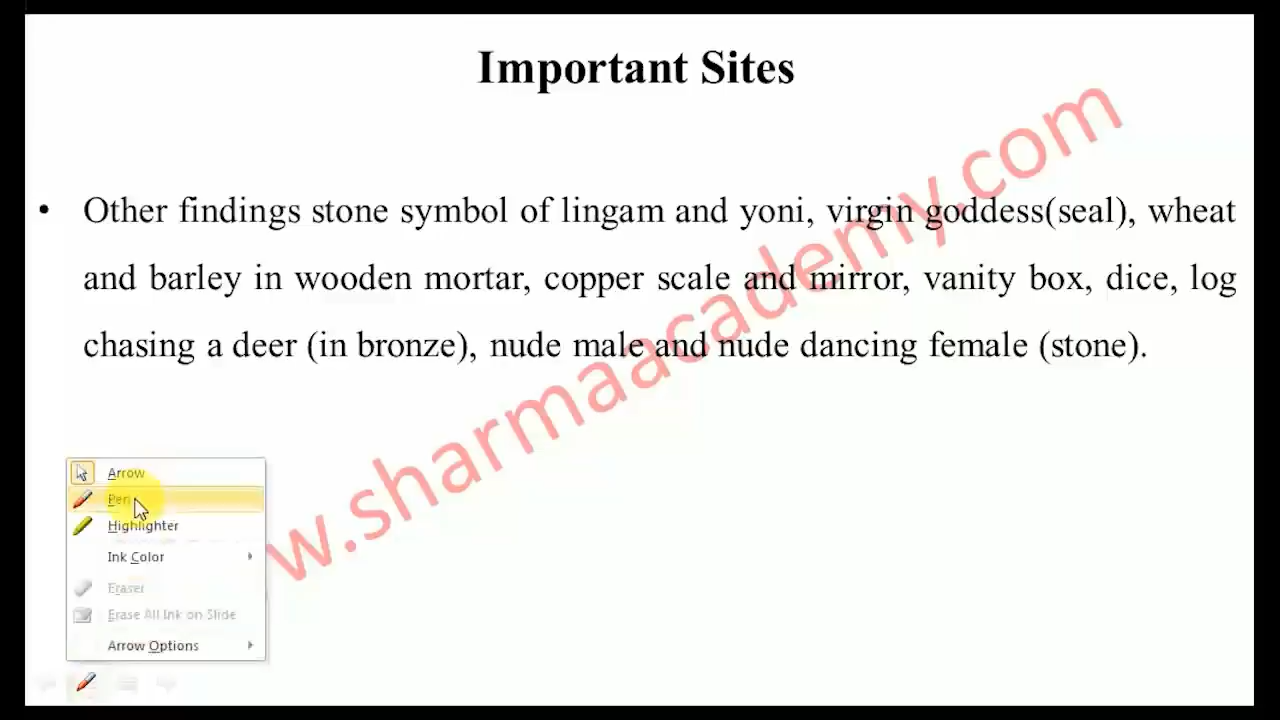 Important Sites
• Other findings stone symbol of lingam and yoni, virgin goddess(seal), wheat
and barley in wooden mortar, copper scale and mirror, vanity box, dice, log
chasing a deer (in bronze), nude male and nude dancing female (stone).
w.sharmaacademy.com
Arrow
Pen
Highlighter
Ink Color
Eraser
Erase All Ink on Slide
Arrow Options